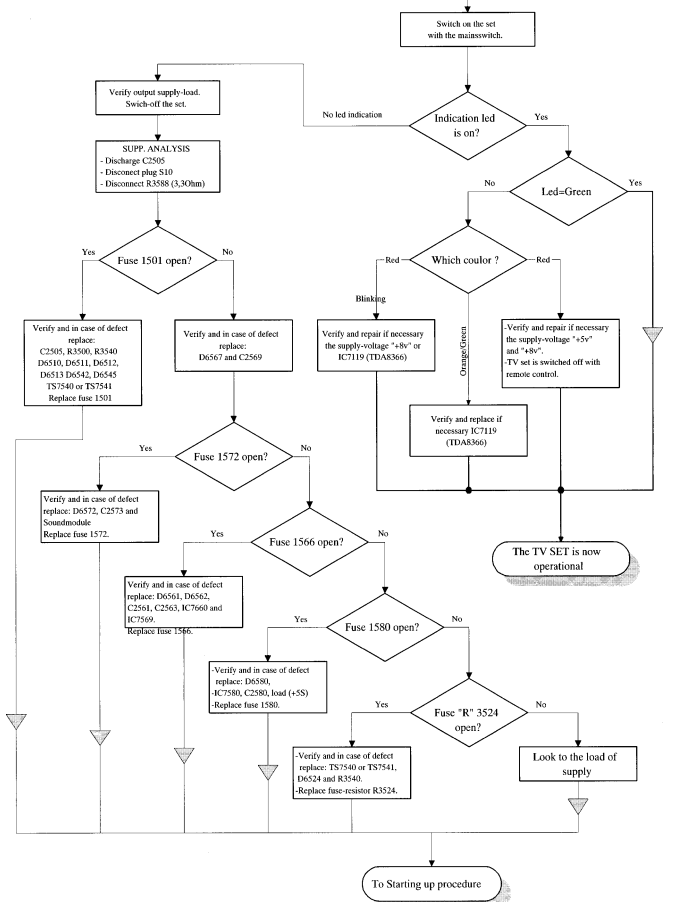 Switch on the set
with the mainsswitch.
Verify output supply-load.
Swich-off the set.
No led indication
Indication led
is on?
Yes
SUPP. ANALYSIS
- Discharge C2505
- Disconect plug S10
- Disconnect R3588 (3,3Ohm)
No
Led=Green
Yes
Yes
Fuse 1501 open?
No
Red
Which coulor ?
Red
Blinking
Orange/Green
Verify and in case of defect
replace:
C2505, R3500, R3540
D6510, D6511, D6512,
D6513 D6542, D6545
TS7540 or TS7541
Replace fuse 1501
Verify and in case of defect
replace:
D6567 and C2569
Verify and repair if necessary
the supply-voltage "+8v" or
IC7119 (TDA8366)
-Verify and repair if necessary
the supply-voltage "+5v"
and "+8v".
-TV set is switched off with
remote control.
Verify and replace if
necessary IC7119
(TDA8366)
Yes
Fuse 1572 open?
No
Verify and in case of defect
replace: D6572, C2573 and
Soundmodule
Replace fuse 1572.
Yes
Fuse 1566 open?
No
The TV SET is now
operational
Verify and in case of defect
replace: D6561, D6562,
C2561, C2563, IC7660 and
IC7569.
Replace fuse 1566.
Yes
Fuse 1580 open?
No
-Verify and in case of defect
replace: D6580,
-IC7580, C2580, load (+5S)
-Replace fuse 1580.
Yes
Fuse "R" 3524
open?
No
-Verify and in case of defect
replace: TS7540 or TS7541,
D6524 and R3540.
-Replace fuse-resistor R3524.
Look to the load of
supply
To Starting up procedure